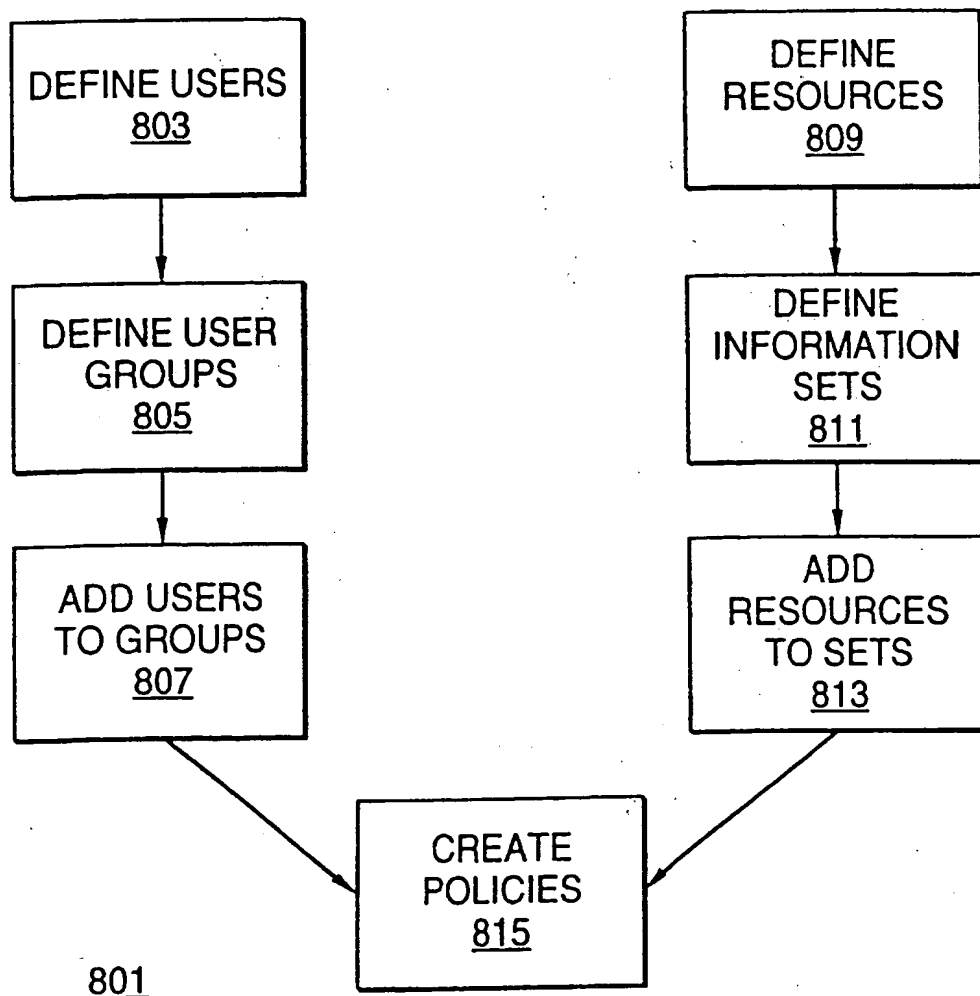 DEFINE USERS
803
DEFINE USER
GROUPS
805
ADD USERS
TO GROUPS
807
DEFINE
RESOURCES
809
DEFINE
INFORMATION
SETS
811
ADD
RESOURCES
TO SETS
813
CREATE
POLICIES
815
801